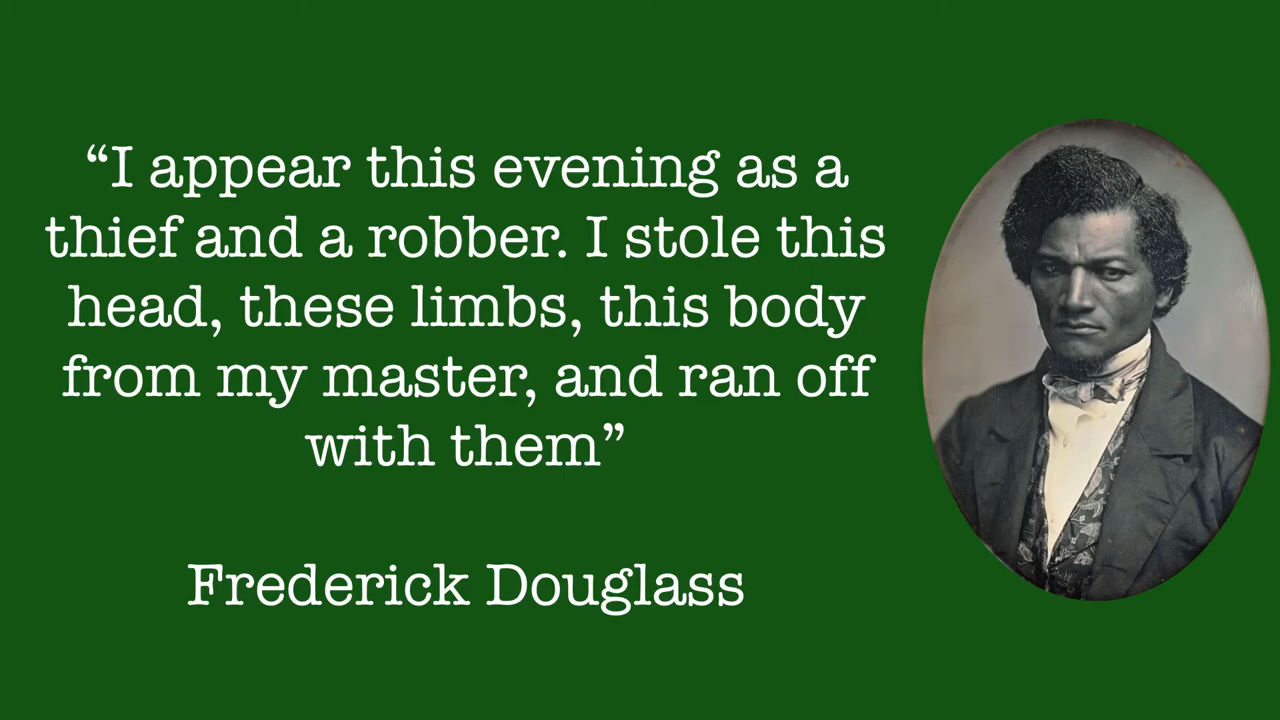 “I appear this evening as a
thief and a robber. I stole this
head, these limbs, this body
from my master, and ran off
with them”
Frederick Douglass